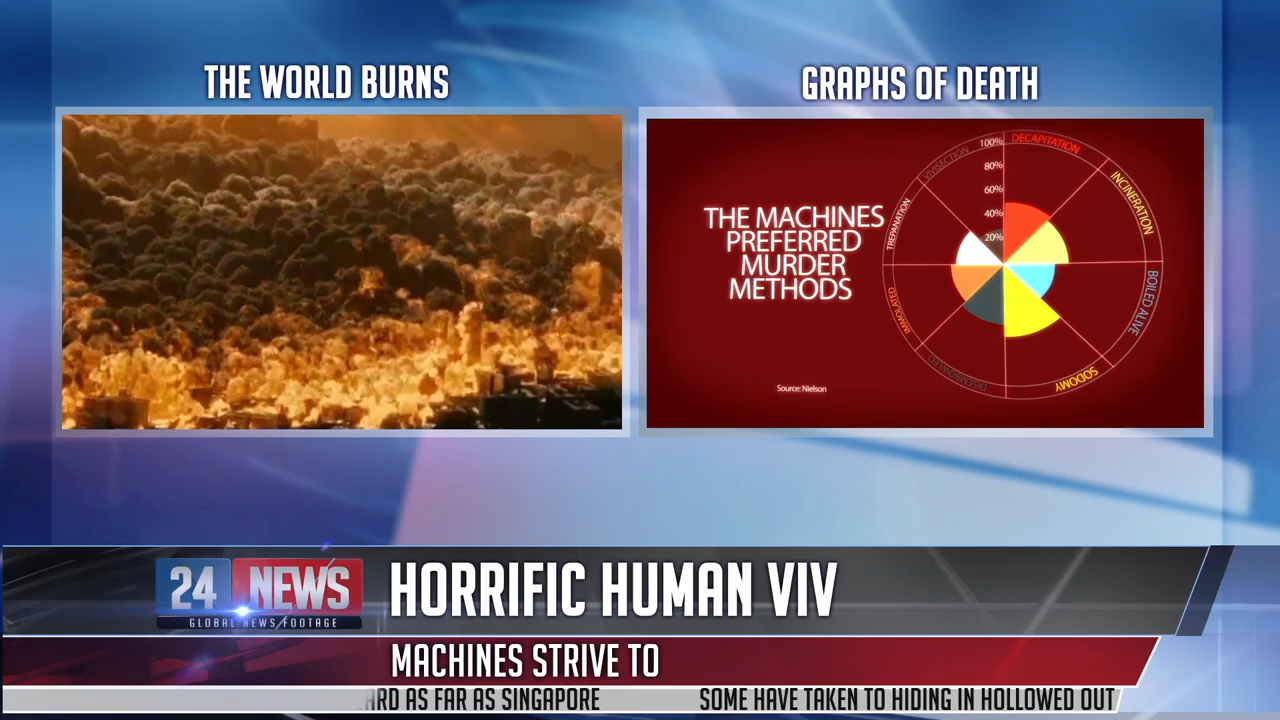 THE WORLD BURNS
GRAPHS OF DEATH
THE MACHINES
PREFERRED
MURDER
METHODS
Source: Nielson
100%
80%
60%
40%
20%
DECAPITATION
INCINERATION
BOILED ALIVE
SODOMY
DISEMBOWLED
IMMOLATED
TREPANATION
VIVISECTION
24 NEWS
GLOBAL NEWS FOOTAGE
HORRIFIC HUMAN VIV
MACHINES STRIVE TO
ARD AS FAR AS SINGAPORE SOME HAVE TAKEN TO HIDING IN HOLLOWED OUT